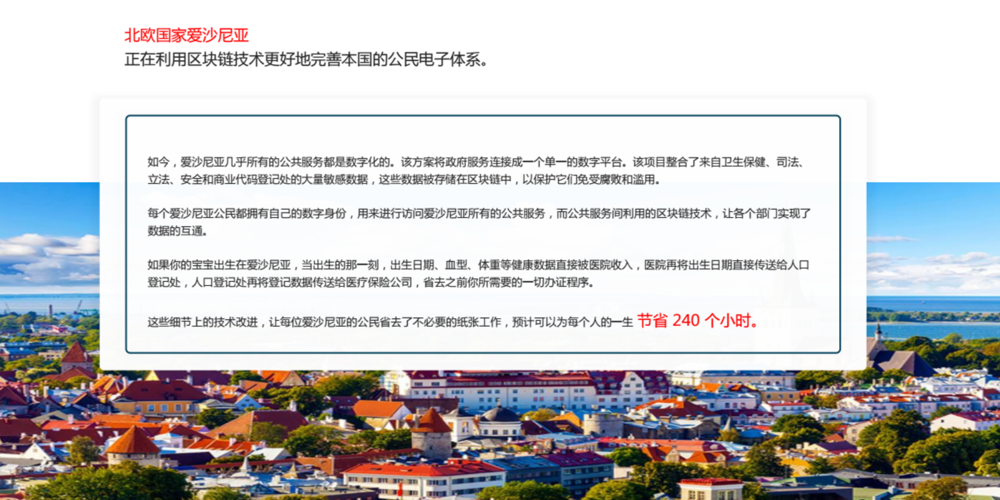 北欧国家爱沙尼亚
正在利用区块链技术更好地完善本国的公民电子体系。
如今，爱沙尼亚几乎所有的公共服务都是数字化的。该方案将政府服务连接成一个单一的数字平台。该项目整合了来自卫生保健、司法、
立法、安全和商业代码登记处的大量敏感数据，这些数据被存储在区块链中，以保护它们免受腐败和滥用。
每个爱沙尼亚公民都拥有自己的数字身份，用来进行访问爱沙尼亚所有的公共服务，而公共服务间利用的区块链技术，让各个部门实现了
数据的互通。
如果你的宝宝出生在爱沙尼亚，当出生的那一刻，出生日期、血型、体重等健康数据直接被医院收入，医院再将出生日期直接传送给人口
登记处，人口登记处再将登记数据传送给医疗保险公司，省去之前你所需要的一切办证程序。
这些细节上的技术改进，让每位爱沙尼亚的公民省去了不必要的纸张工作，预计可以为每个人的一生 节省 240 个小时。